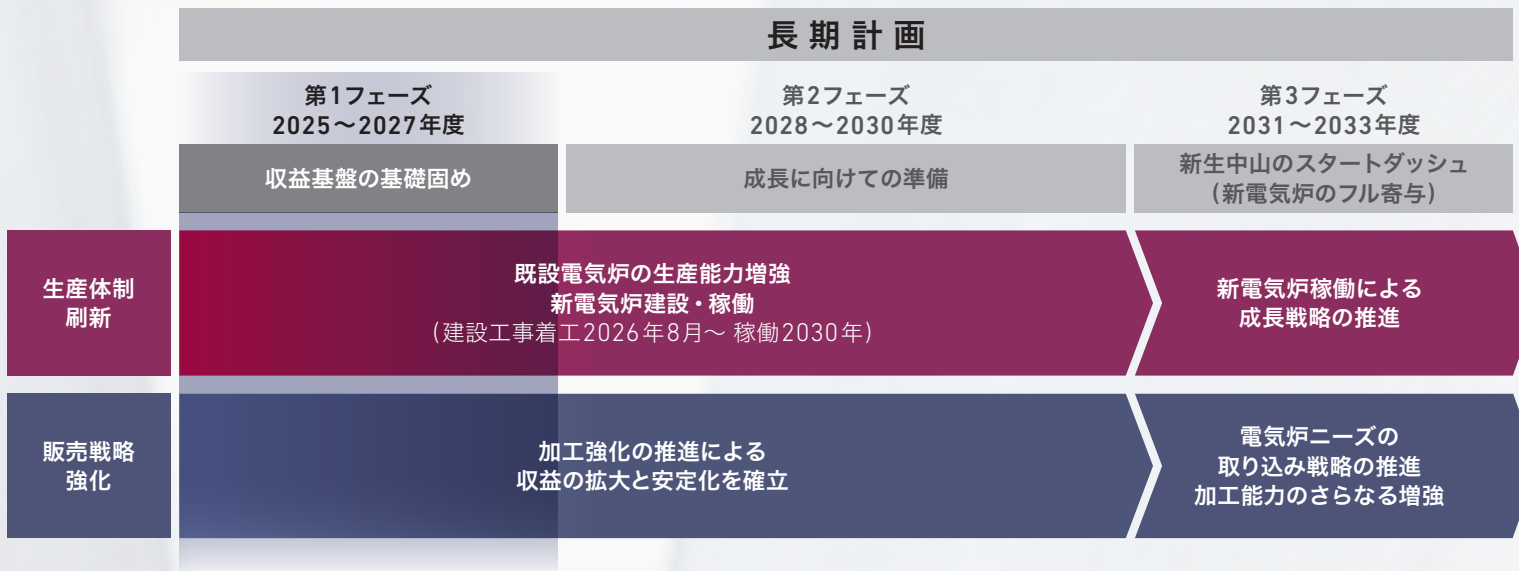 長期計画
第1フェーズ
2025～2027年度
第2フェーズ
2028～2030年度
第3フェーズ
2031～2033年度
収益基盤の基礎固め
成長に向けての準備
新生中山のスタートダッシュ
（新電気炉のフル寄与）
生産体制
刷新
既設電気炉の生産能力増強
新電気炉建設・稼働
（建設工事着工2026年8月～ 稼働2030年）
新電気炉稼働による
成長戦略の推進
販売戦略
強化
加工強化の推進による
収益の拡大と安定化を確立
電気炉ニーズの
取り込み戦略の推進
加工能力のさらなる増強